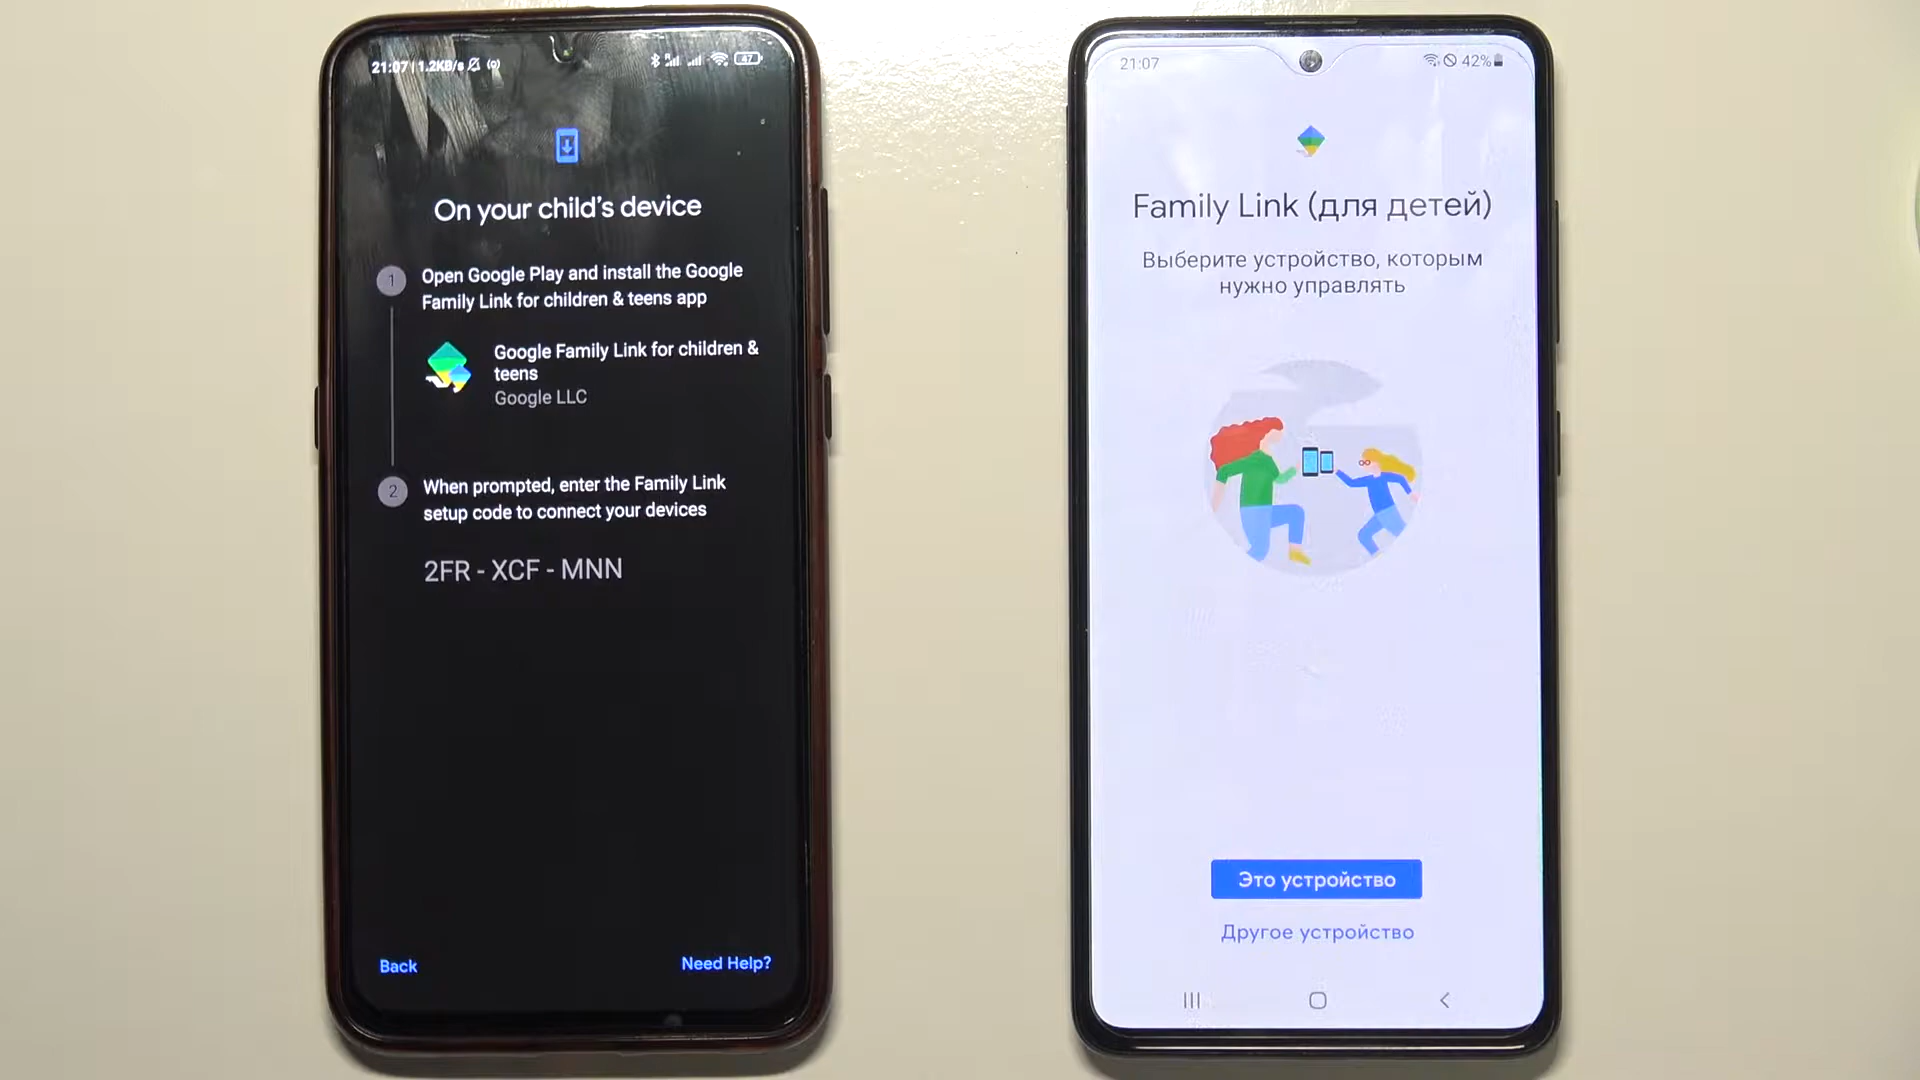 21:07 | 1.2KB/s
47
On your child's device
1
Open Google Play and install the Google
Family Link for children & teens app
Google Family Link for children &
teens
Google LLC
2
When prompted, enter the Family Link
setup code to connect your devices
2FR - XCF - MNN
Back
Need Help?
21:07
42%
Family Link (для детей)
Выберите устройство, которым
нужно управлять
Это устройство
Другое устройство